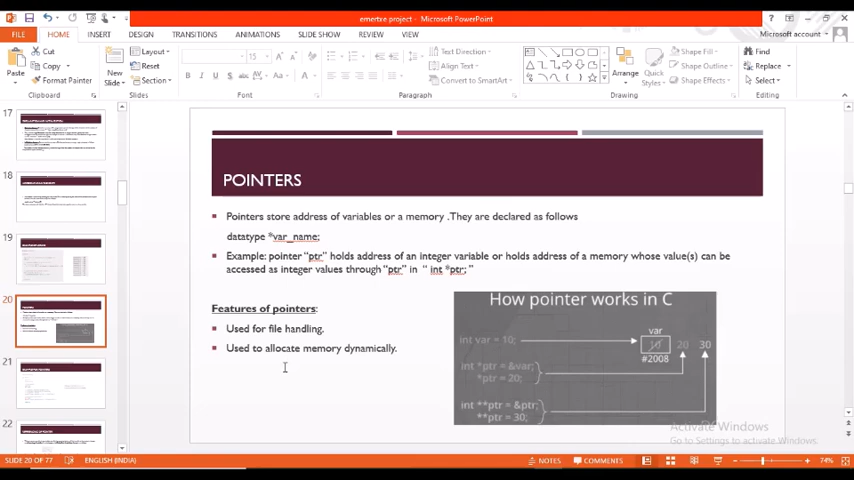 emertxe project - Microsoft PowerPoint
FILE HOME INSERT DESIGN TRANSITIONS ANIMATIONS SLIDE SHOW REVIEW VIEW Microsoft account
Cut
Copy
Format Painter
Paste
Clipboard
New Slide
Layout
Reset
Section
Slides
15
B I U S
Font
Text Direction
Align Text
Convert to SmartArt
Paragraph
Arrange
Quick Styles
Shape Fill
Shape Outline
Shape Effects
Drawing
Find
Replace
Select
Editing
17
18
19
20
21
22
POINTERS
Pointers store address of variables or a memory .They are declared as follows
datatype *var_name;
Example: pointer “ptr” holds address of an integer variable or holds address of a memory whose value(s) can be
accessed as integer values through “ptr” in “ int *ptr; ”
Features of pointers:
Used for file handling.
Used to allocate memory dynamically.
How pointer works in C
var
int var = 10;
10 20 30
#2008
int *ptr = &var;
*ptr = 20;
int **ptr = &ptr;
**ptr = 30;
Activate Windows
Go to Settings to activate Windows.
SLIDE 20 OF 77 ENGLISH (INDIA) NOTES COMMENTS 74%